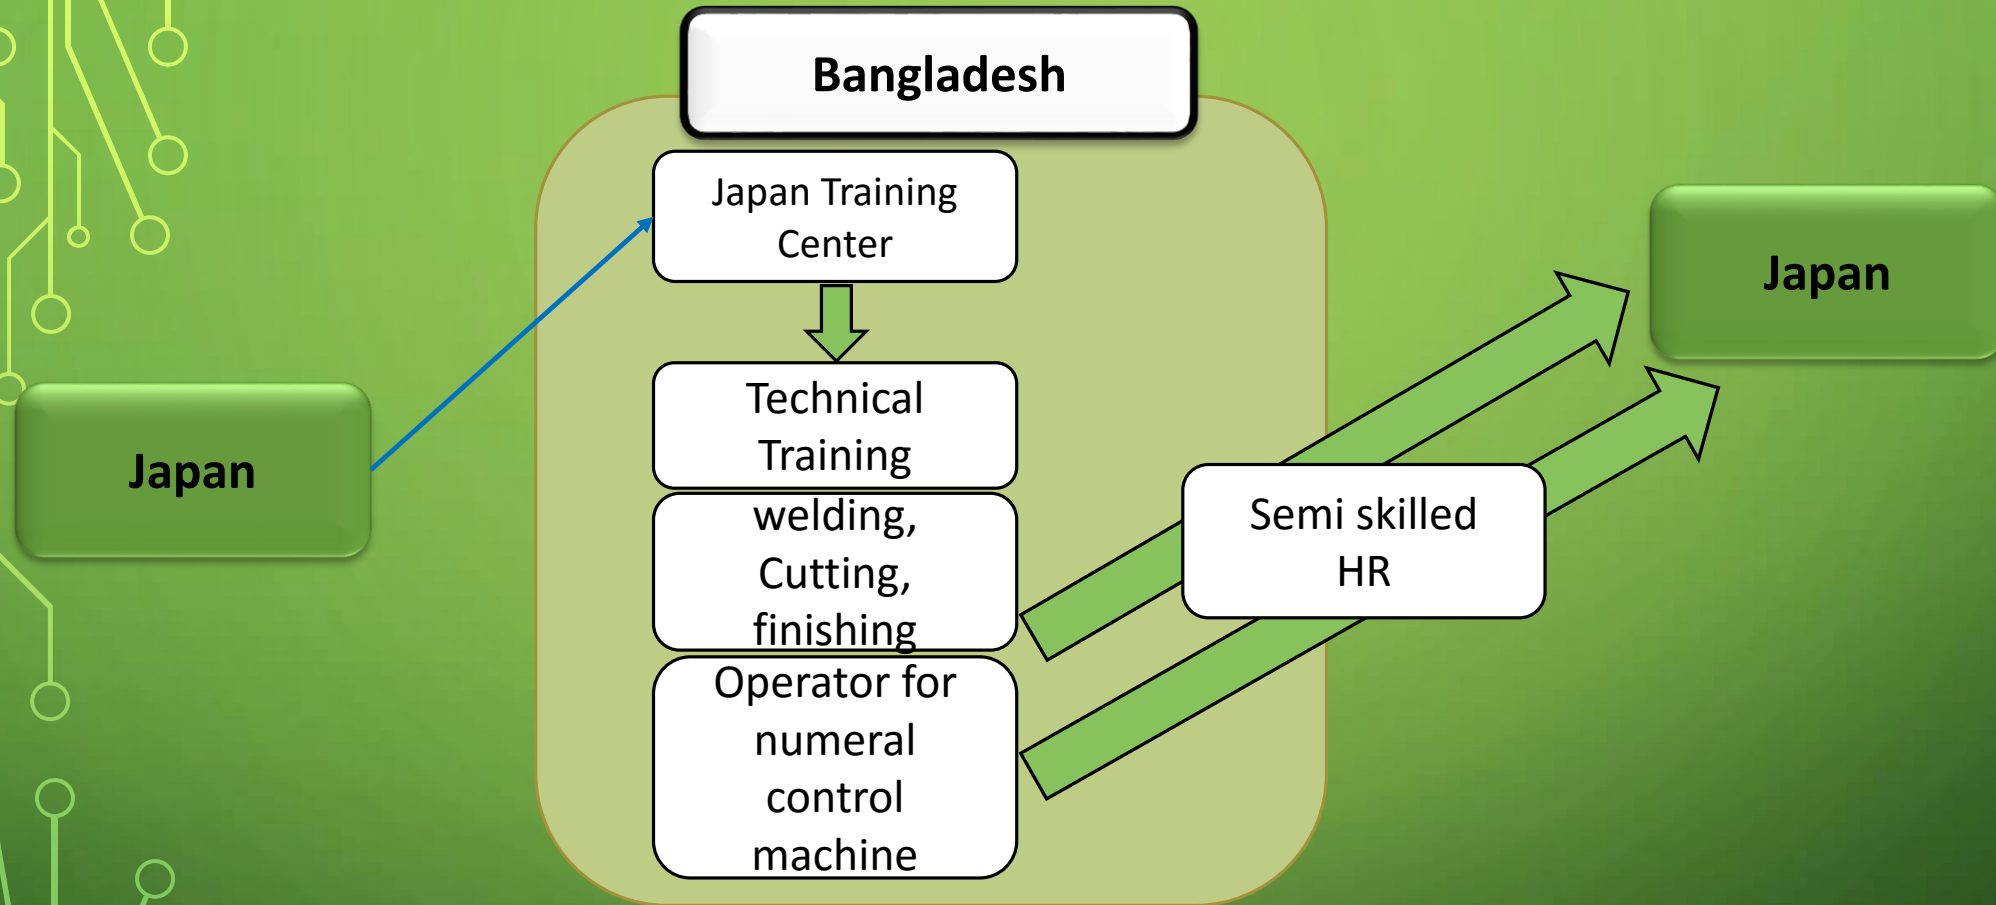 Bangladesh
Japan Training
Center
Technical
Training
welding,
Cutting,
finishing
Operator for
numeral
control
machine
Japan
Semi skilled
HR
Japan